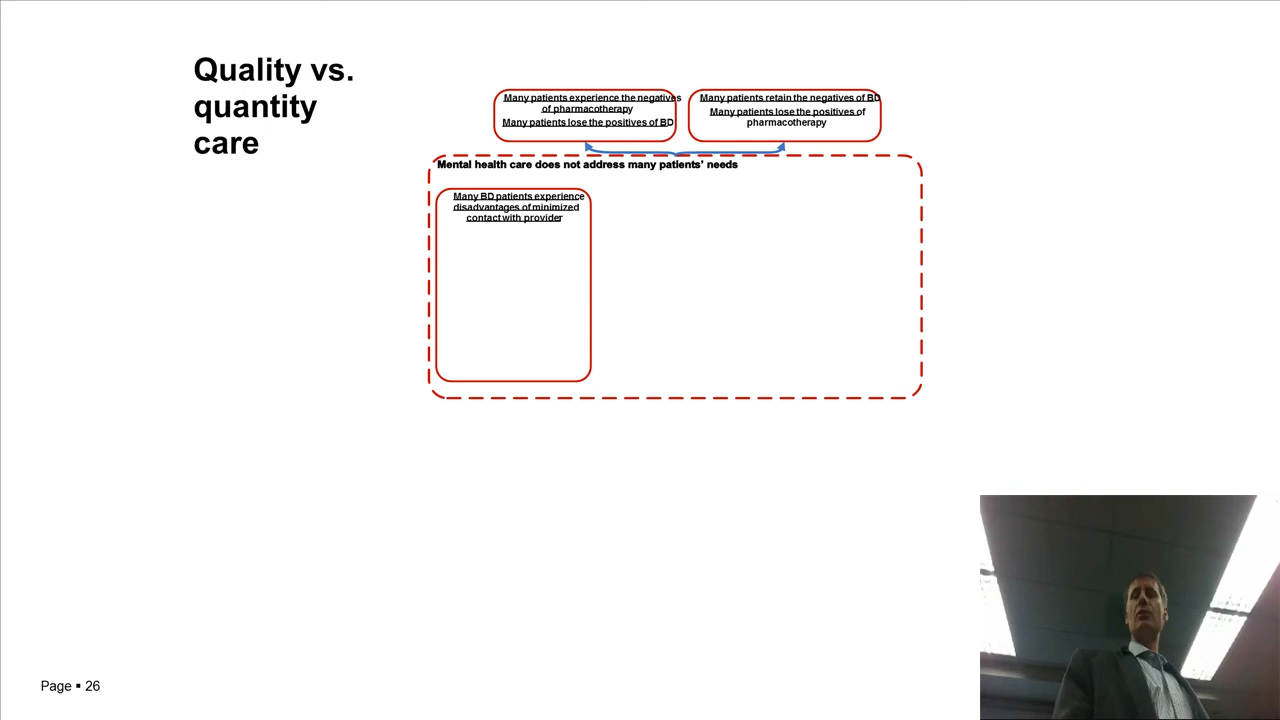 Quality vs.
quantity
care
Many patients experience the negatives
of pharmacotherapy
Many patients lose the positives of BD
Many patients retain the negatives of BD
Many patients lose the positives of
pharmacotherapy
Mental health care does not address many patients' needs
Many BD patients experience
disadvantages of minimized
contact with provider
Page ▪ 26